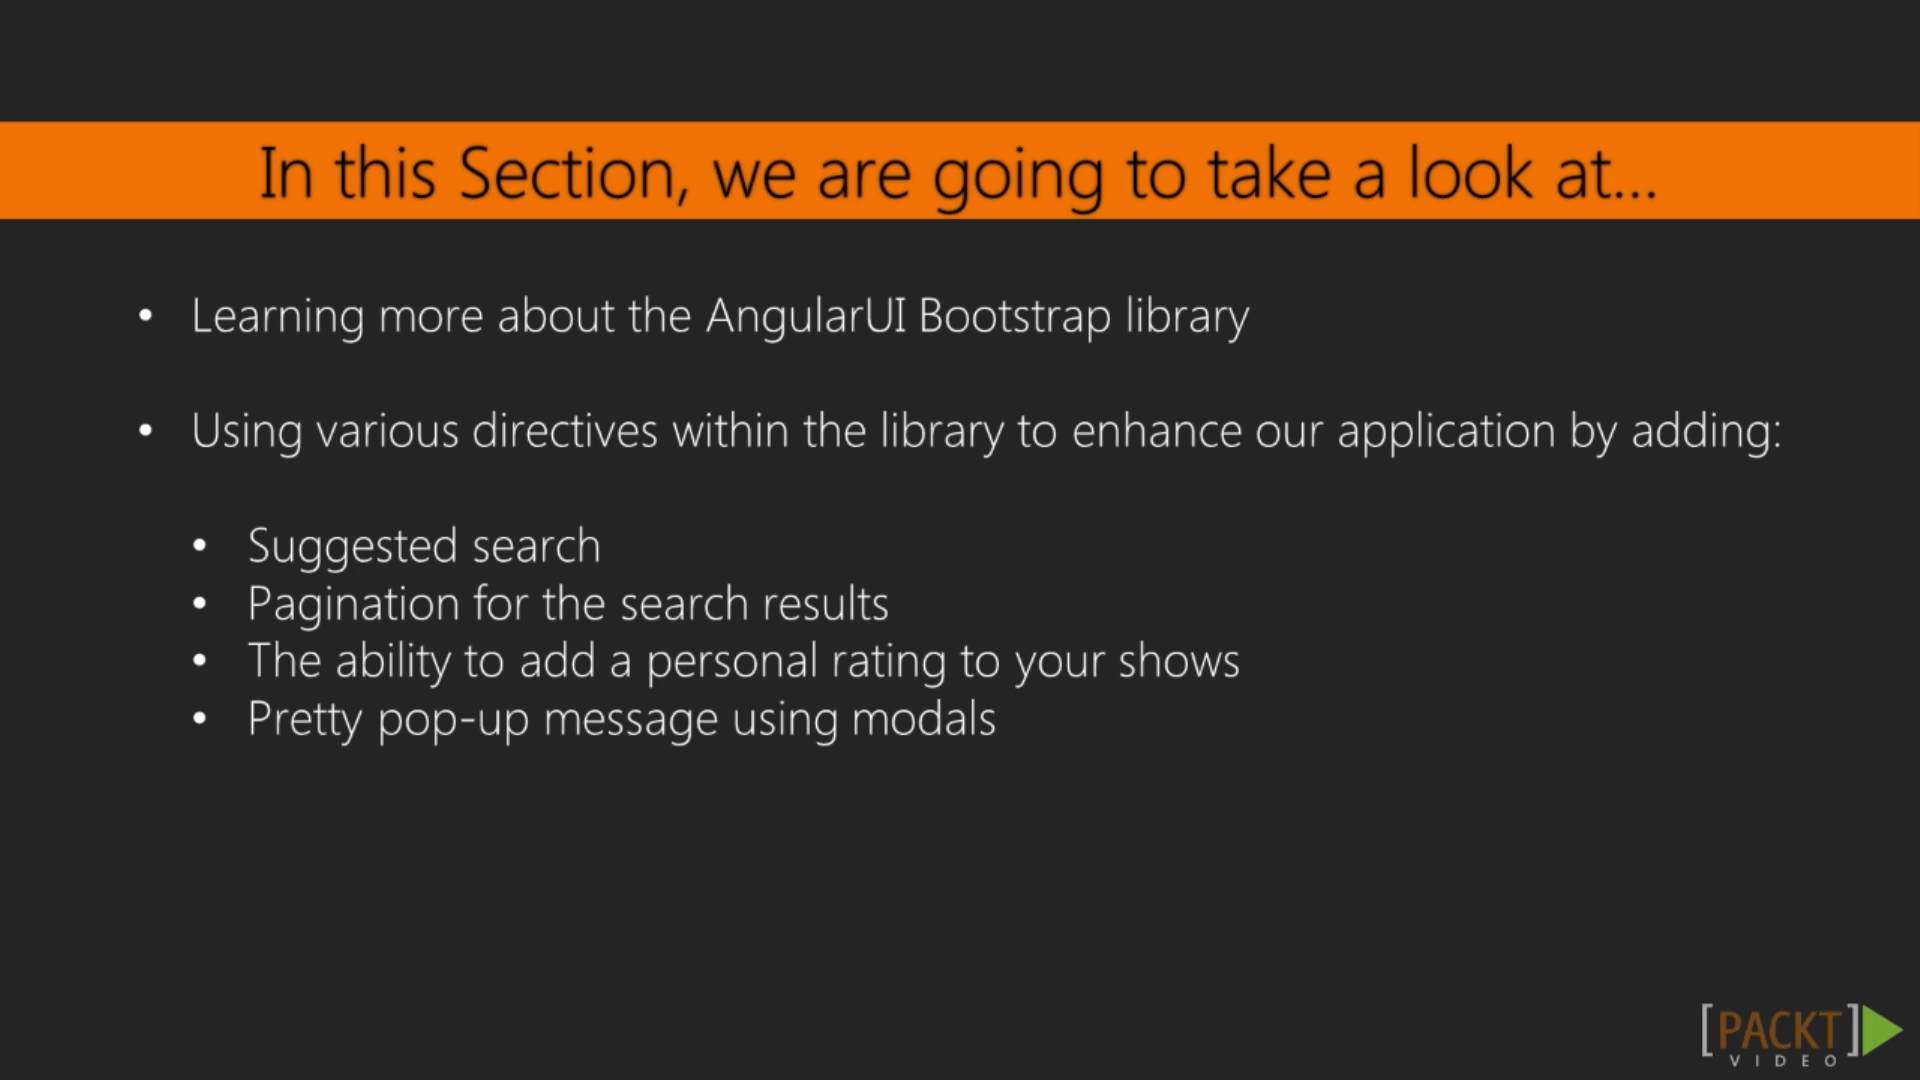 In this Section, we are going to take a look at...
• Learning more about the AngularUI Bootstrap library
• Using various directives within the library to enhance our application by adding:
• Suggested search
• Pagination for the search results
• The ability to add a personal rating to your shows
• Pretty pop-up message using modals
[PACKT]
VIDEO